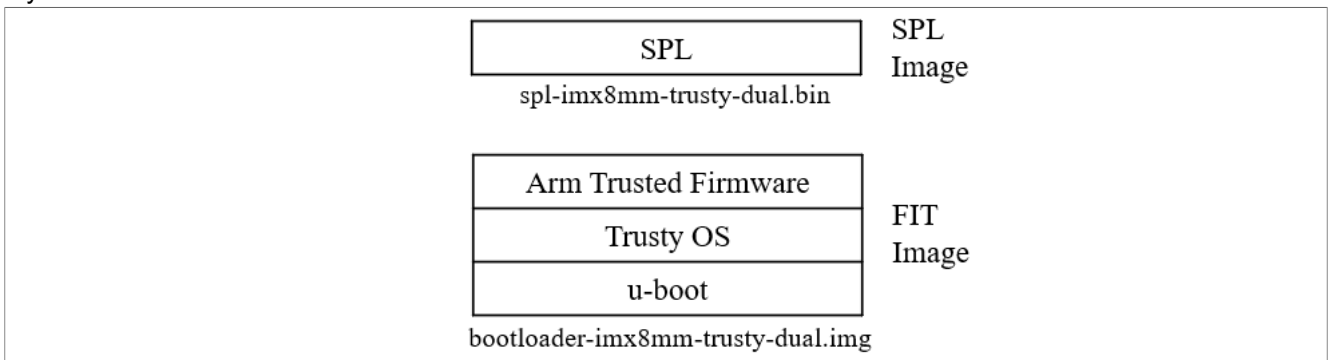 SPL
SPL
Image
spl-imx8mm-trusty-dual.bin
Arm Trusted Firmware
Trusty OS
u-boot
FIT
Image
bootloader-imx8mm-trusty-dual.img